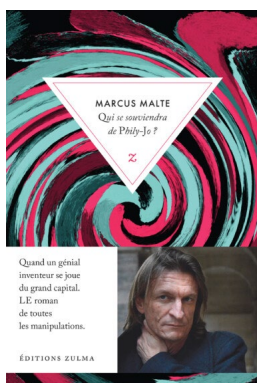 MARCUS MALTE
Qui se souviendra
de Phily-Jo ?
z
Quand un génial
inventeur se joue
du grand capital.
LE roman
de toutes
les manipulations.
ÉDITIONS ZULMA